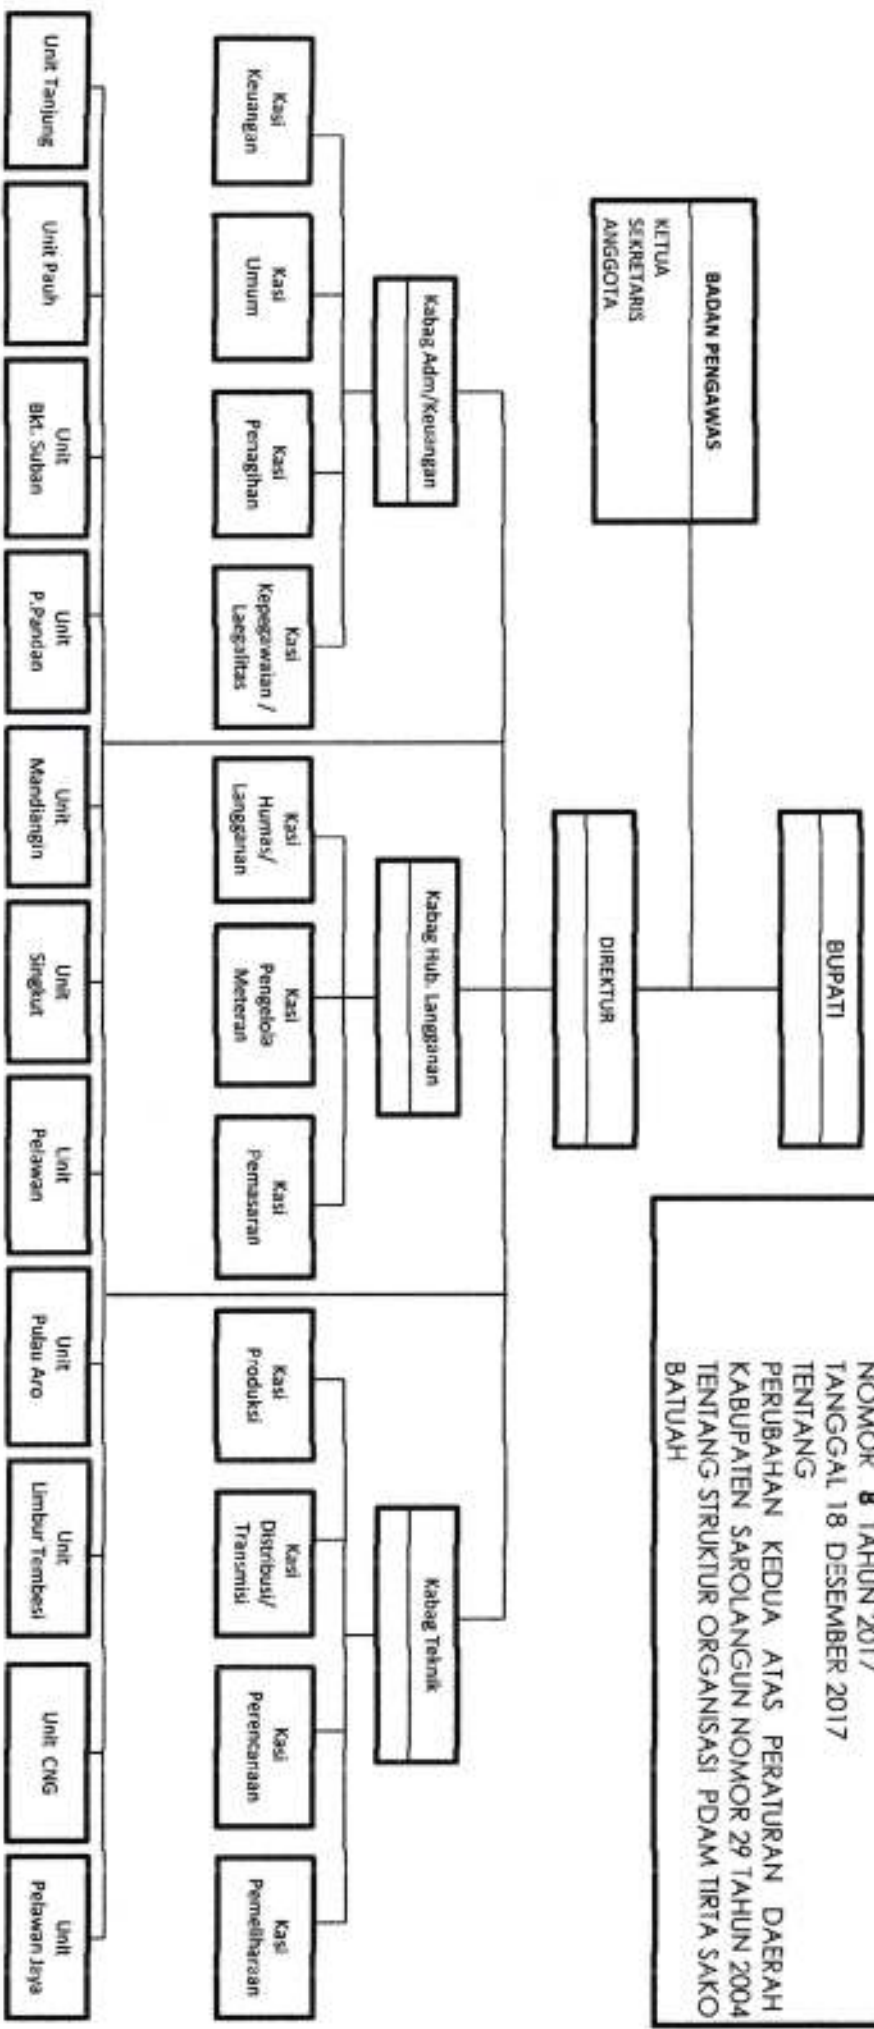 NOMOR 8 TAHUN 2017
TANGGAL 18 DESEMBER 2017
TENTANG
PERUBAHAN KEDUA ATAS PERATURAN DAERAH
KABUPATEN SAROLANGUN NOMOR 29 TAHUN 2004
TENTANG STRUKTUR ORGANISASI PDAM TIRTA SAKO
BATUAH
BUPATI
BADAN PENGAWAS
KETUA
SEKRETARIS
ANGGOTA
DIREKTUR
Kabag Adm/Keuangan
Kabag Hub. Langganan
Kabag Teknik
Kasi
Keuangan
Kasi
Umum
Kasi
Penagihan
Kasi
Kepegawaian /
Laegalitas
Kasi
Humas/
Langganan
Kasi
Pengelola
Meteran
Kasi
Pemasaran
Kasi
Produksi
Kasi
Distribusi/
Transmisi
Kasi
Perencanaan
Kasi
Pemeliharaan
Unit Tanjung
Unit Pauh
Unit
Bkt. Suban
Unit
P.Pandan
Unit
Mandiangin
Unit
Singkut
Unit
Pelawan
Unit
Pulau Aro
Unit
Limbur Tembesi
Unit CNG
Unit
Pelawan Jaya